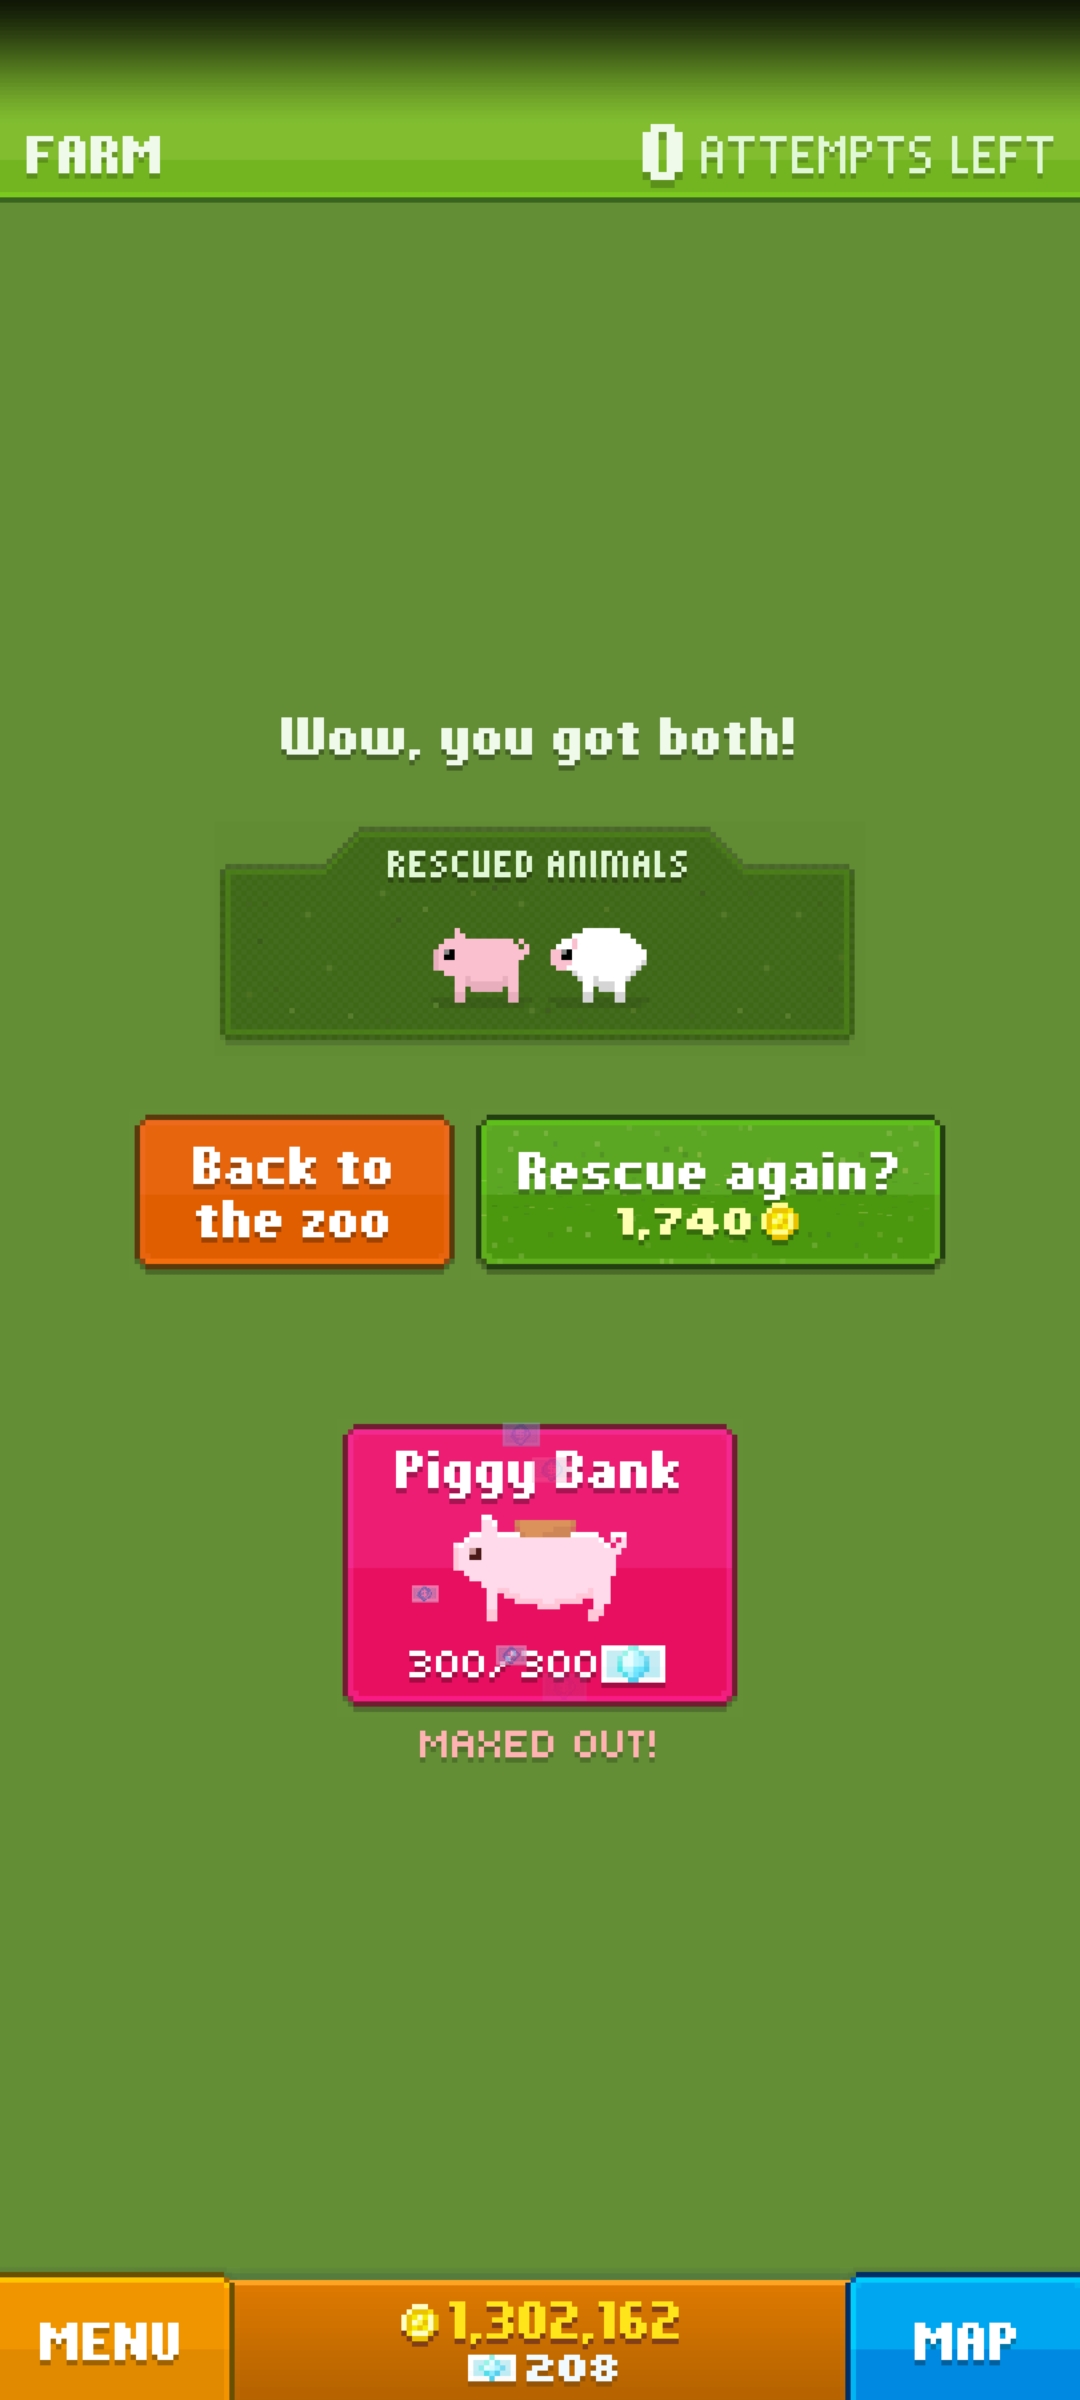 FARM
0 ATTEMPTS LEFT
Wow, you got both!
RESCUED ANIMALS
Back to
the zoo
Rescue again?
1,740
Piggy Bank
300/300
MAXED OUT!
MENU
1,302,162
208
MAP